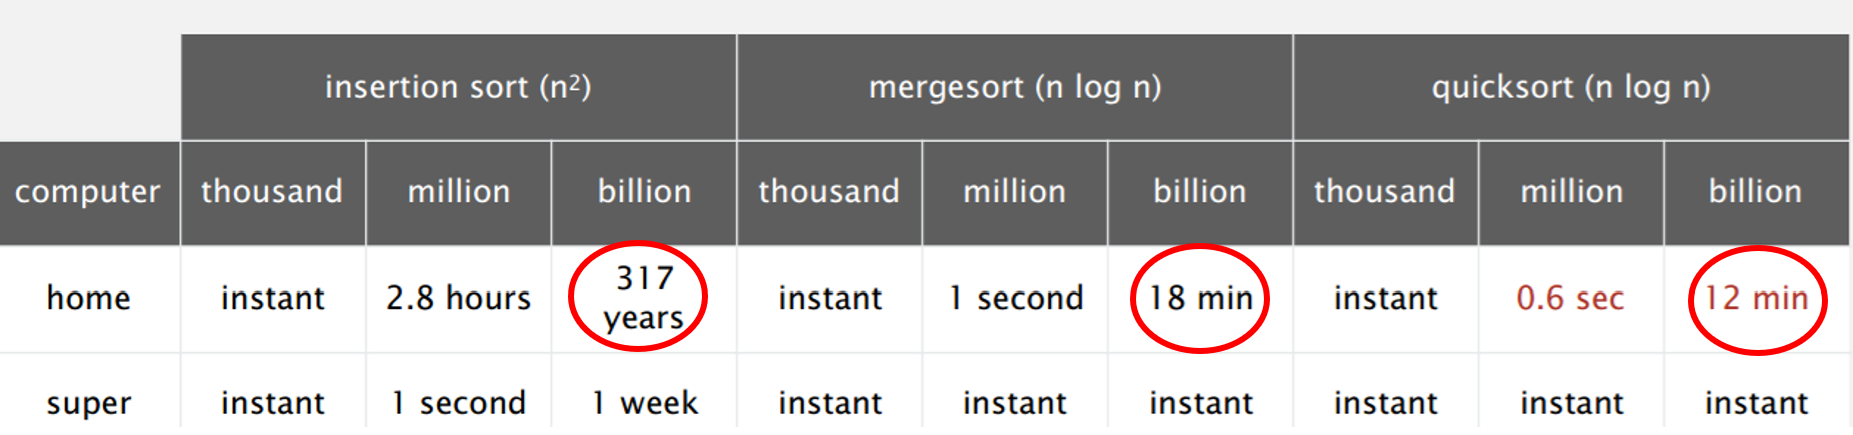 insertion sort (n²) mergesort (n log n) quicksort (n log n)
computer thousand million billion thousand million billion thousand million billion
home instant 2.8 hours 317 years instant 1 second 18 min instant 0.6 sec 12 min
super instant 1 second 1 week instant instant instant instant instant instant